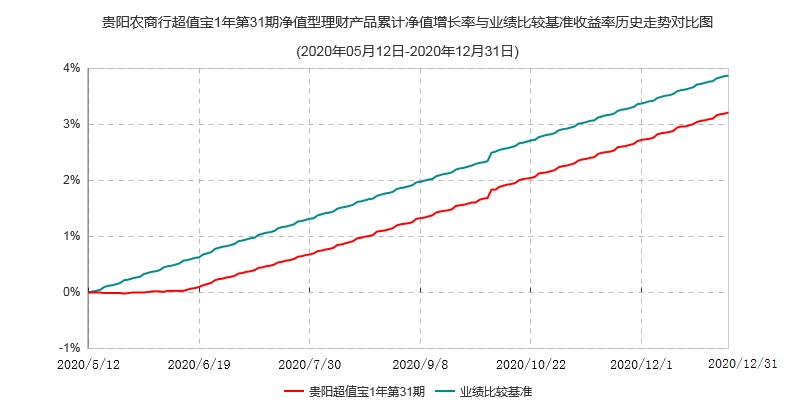 贵阳农商行超值宝1年第31期净值型理财产品累计净值增长率与业绩比较基准收益率历史走势对比图
(2020年05月12日-2020年12月31日)
4%
3%
2%
1%
0%
-1%
2020/5/12 2020/6/19 2020/7/30 2020/9/8 2020/10/22 2020/12/1 2020/12/31
贵阳超值宝1年第31期 业绩比较基准